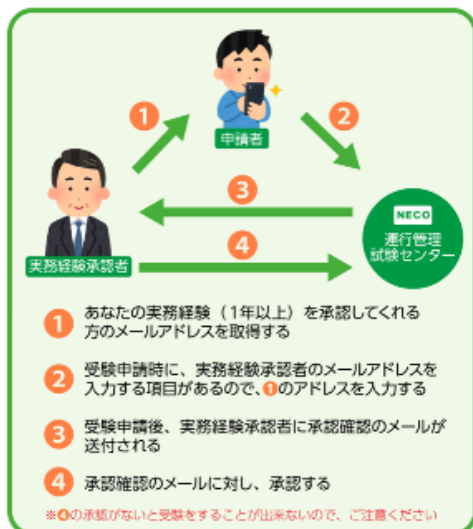 1
申請者
2
3
NECO
運行管理
試験センター
4
実務経験承認者
1 あなたの実務経験（1年以上）を承認してくれる
方のメールアドレスを取得する
2 受験申請時に、実務経験承認者のメールアドレスを
入力する項目があるので、1のアドレスを入力する
3 受験申請後、実務経験承認者に承認確認のメールが
送付される
4 承認確認のメールに対し、承認する
※4の承認がないと受験をすることが出来ないので、ご注意ください